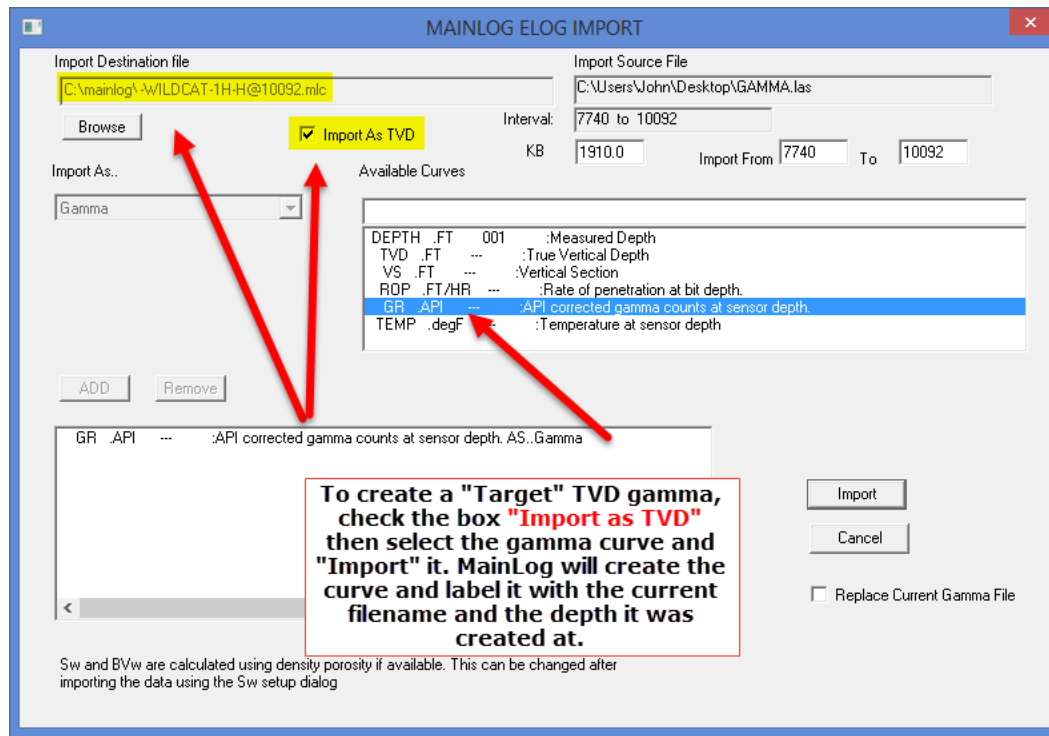 MAINLOG ELOG IMPORT
Import Destination file
C:\mainlog\-WILDCAT-1H-H@10092.mlc
Browse
Import As TVD
Import Source File
C:\Users\John\Desktop\GAMMA.las
Interval:
7740 to 10092
KB
1910.0
Import From
7740
To
10092
Import As..
Gamma
Available Curves
DEPTH .FT 001 :Measured Depth
TVD .FT --- :True Vertical Depth
VS .FT --- :Vertical Section
ROP .FT/HR --- :Rate of penetration at bit depth.
GR .API --- :API corrected gamma counts at sensor depth.
TEMP .degF -- :Temperature at sensor depth
ADD
Remove
GR .API --- :API corrected gamma counts at sensor depth. AS..Gamma
To create a "Target" TVD gamma,
check the box "Import as TVD"
then select the gamma curve and
"Import" it. MainLog will create the
curve and label it with the current
filename and the depth it was
created at.
Import
Cancel
Replace Current Gamma File
Sw and BVw are calculated using density porosity if available. This can be changed after
importing the data using the Sw setup dialog